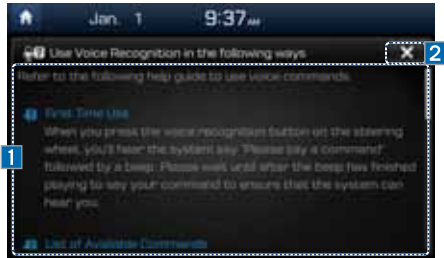 Jan. 1 9:37 AM
Use Voice Recognition in the following ways
2
Refer to the following help guide to use voice commands.
First Time Use
When you press the voice recognition button on the steering
wheel, you'll hear the system say "Please say a command"
1
followed by a beep. Please wait until after the beep has finished
playing to say your command to ensure that the system can
hear you.
List of Available Commands